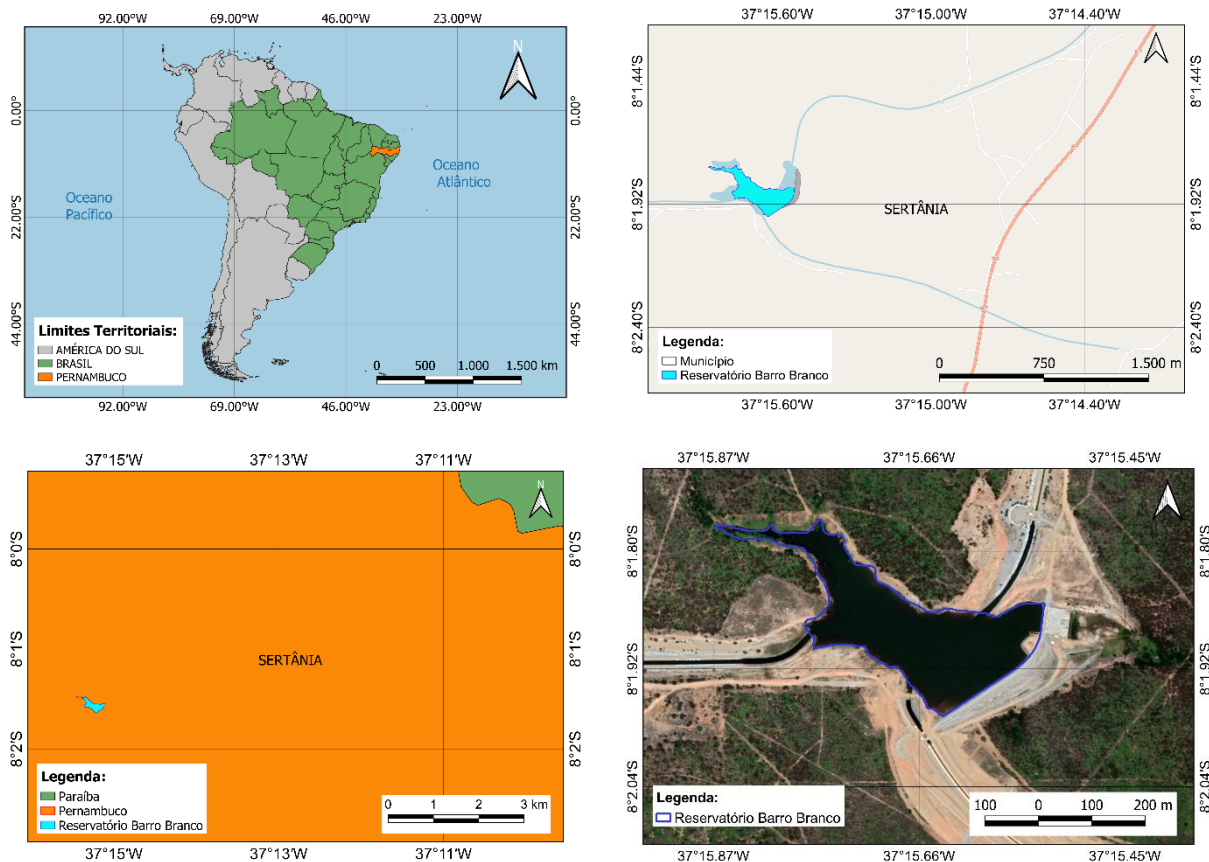 92.00°W 69.00°W 46.00°W 23.00°W
N
0.00°
0.00°
Oceano
Atlântico
Oceano
Pacífico
22.00°S
22.00°S
44.00°S
44.00°S
Limites Territoriais:
AMÉRICA DO SUL
BRASIL
PERNAMBUCO
0 500 1.000 1.500 km
92.00°W 69.00°W 46.00°W 23.00°W
37°15.60'W 37°15.00'W 37°14.40'W
8°1.44'S
8°1.44'S
8°1.92'S
SERTÂNIA
8°1.92'S
8°2.40'S
8°2.40'S
Legenda:
Município
Reservatório Barro Branco
0 750 1.500 m
37°15.60'W 37°15.00'W 37°14.40'W
37°15'W 37°13'W 37°11'W
N
8°0'S
8°0'S
8°1'S
SERTÂNIA
8°1'S
8°2'S
8°2'S
Legenda:
Paraíba
Pernambuco
Reservatório Barro Branco
0 1 2 3 km
37°15'W 37°13'W 37°11'W
37°15.87'W 37°15.66'W 37°15.45'W
8°1.80'S
8°1.80'S
8°1.92'S
8°1.92'S
8°2.04'S
8°2.04'S
Legenda:
Reservatório Barro Branco
100 0 100 200 m
37°15.87'W 37°15.66'W 37°15.45'W